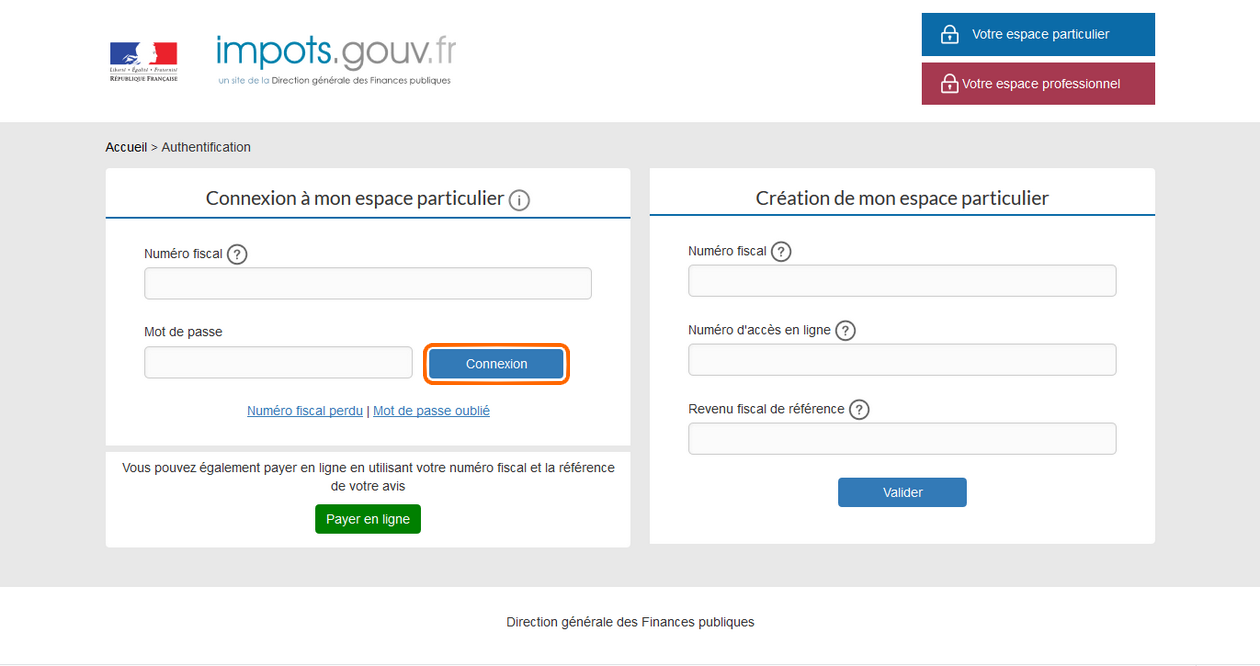 Liberté • Égalité • Fraternité
RÉPUBLIQUE FRANÇAISE
impots.gouv.fr
un site de la Direction générale des Finances publiques
Votre espace particulier
Votre espace professionnel
Accueil > Authentification
Connexion à mon espace particulier i
Numéro fiscal ?
Mot de passe
Connexion
Numéro fiscal perdu | Mot de passe oublié
Vous pouvez également payer en ligne en utilisant votre numéro fiscal et la référence
de votre avis
Payer en ligne
Création de mon espace particulier
Numéro fiscal ?
Numéro d'accès en ligne ?
Revenu fiscal de référence ?
Valider
Direction générale des Finances publiques